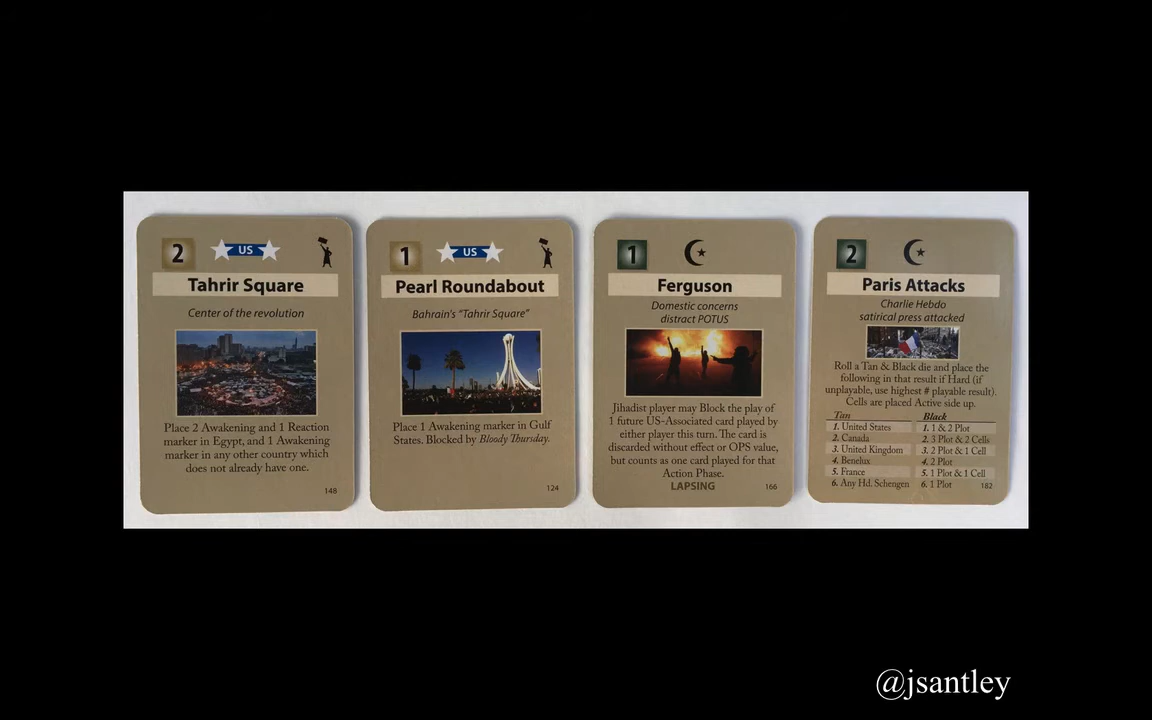 2
US
Tahrir Square
Center of the revolution
Place 2 Awakening and 1 Reaction
marker in Egypt, and 1 Awakening
marker in any other country which
does not already have one.
148
1
US
Pearl Roundabout
Bahrain's "Tahrir Square"
Place 1 Awakening marker in Gulf
States. Blocked by Bloody Thursday.
124
1
Ferguson
Domestic concerns
distract POTUS
Jihadist player may Block the play of
1 future US-Associated card played by
either player this turn. The card is
discarded without effect or OPS value,
but counts as one card played for that
Action Phase.
LAPSING
166
2
Paris Attacks
Charlie Hebdo
satirical press attacked
Roll a Tan & Black die and place the
following in that result if Hard (if
unplayable, use highest # playable result).
Cells are placed Active side up.
Tan Black
1. United States 1. 1 & 2 Plot
2. Canada 2. 3 Plot & 2 Cells
3. United Kingdom 3. 2 Plot & 1 Cell
4. Benelux 4. 2 Plot
5. France 5. 1 Plot & 1 Cell
6. Any Hd. Schengen 6. 1 Plot
182
@jsantley